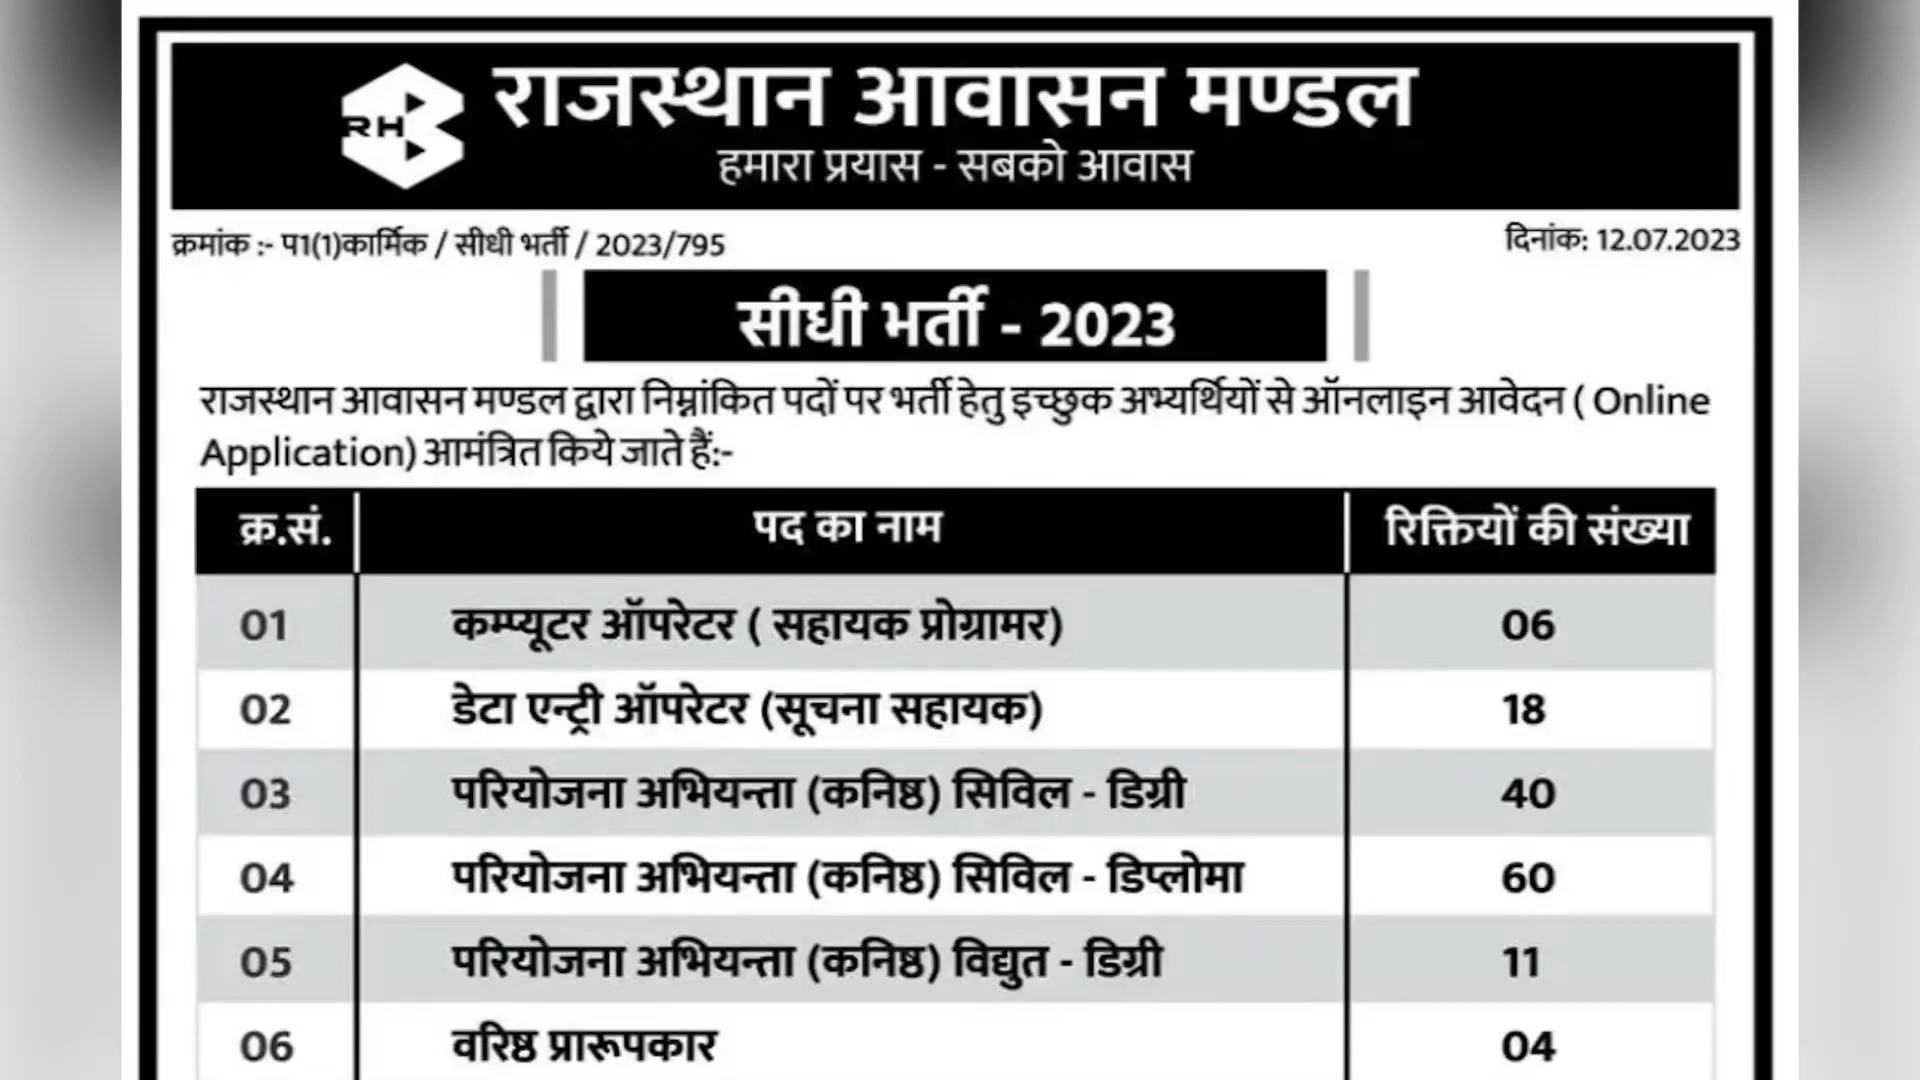 RHB
राजस्थान आवासन मण्डल
हमारा प्रयास - सबको आवास
क्रमांक :- प1(1)कार्मिक / सीधी भर्ती / 2023/795
दिनांक: 12.07.2023
सीधी भर्ती - 2023
राजस्थान आवासन मण्डल द्वारा निम्नांकित पदों पर भर्ती हेतु इच्छुक अभ्यर्थियों से ऑनलाइन आवेदन ( Online
Application) आमंत्रित किये जाते हैं:-
क्र.सं. पद का नाम रिक्तियों की संख्या
01 कम्प्यूटर ऑपरेटर ( सहायक प्रोग्रामर) 06
02 डेटा एन्ट्री ऑपरेटर (सूचना सहायक) 18
03 परियोजना अभियन्ता (कनिष्ठ) सिविल - डिग्री 40
04 परियोजना अभियन्ता (कनिष्ठ) सिविल - डिप्लोमा 60
05 परियोजना अभियन्ता (कनिष्ठ) विद्युत - डिग्री 11
06 वरिष्ठ प्रारूपकार 04